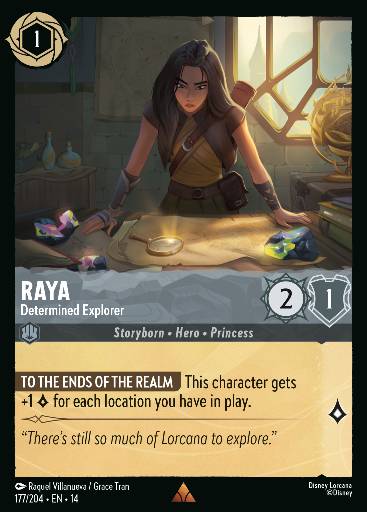 1
RAYA
Determined Explorer
2
1
Storyborn • Hero • Princess
TO THE ENDS OF THE REALM This character gets
+1 for each location you have in play.
“There's still so much of Lorcana to explore.”
Raquel Villanueva / Grace Tran
Disney Lorcana
177/204 • EN • 14
©Disney